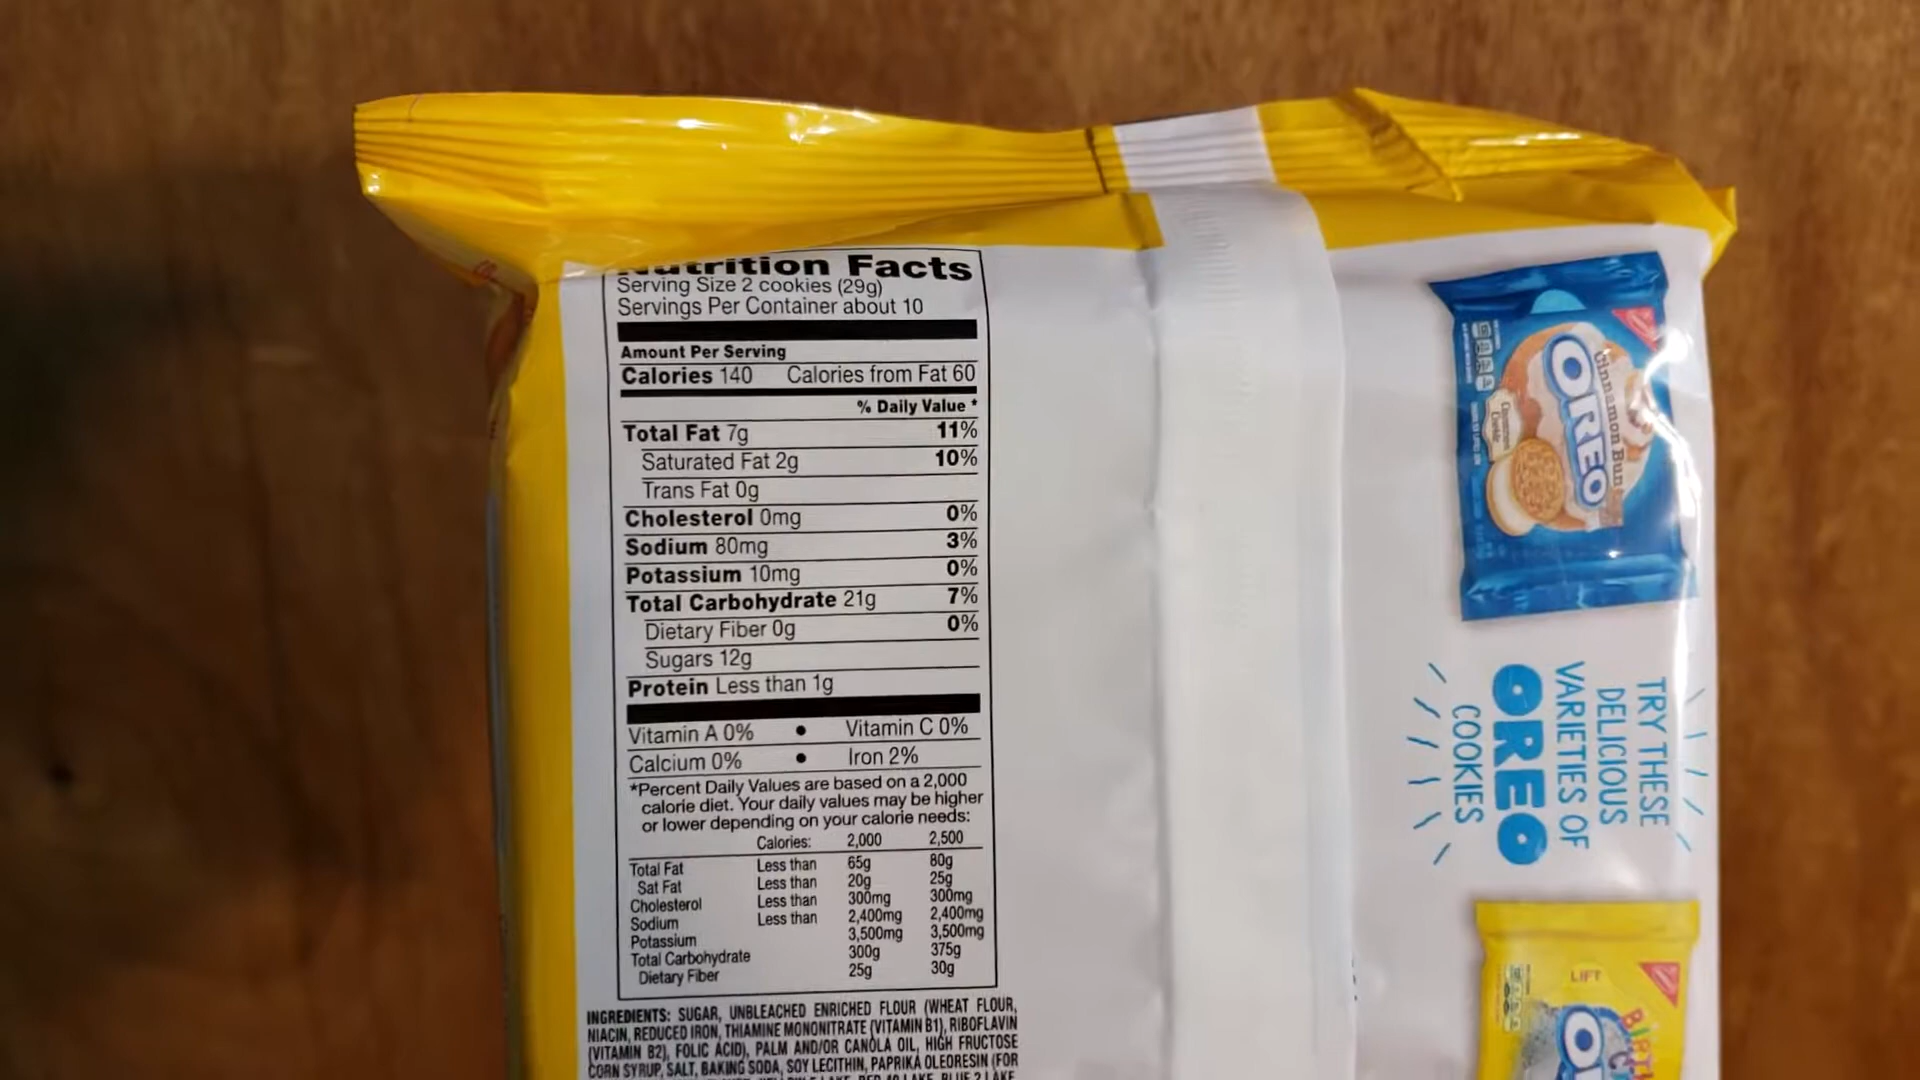 Nutrition Facts
Serving Size 2 cookies (29g)
Servings Per Container about 10
Amount Per Serving
Calories 140 Calories from Fat 60
% Daily Value *
Total Fat 7g 11%
Saturated Fat 2g 10%
Trans Fat 0g
Cholesterol 0mg 0%
Sodium 80mg 3%
Potassium 10mg 0%
Total Carbohydrate 21g 7%
Dietary Fiber 0g 0%
Sugars 12g
Protein Less than 1g
Vitamin A 0% • Vitamin C 0%
Calcium 0% • Iron 2%
*Percent Daily Values are based on a 2,000
calorie diet. Your daily values may be higher
or lower depending on your calorie needs:
Calories: 2,000 2,500
Total Fat Less than 65g 80g
Sat Fat Less than 20g 25g
Cholesterol Less than 300mg 300mg
Sodium Less than 2,400mg 2,400mg
Potassium 3,500mg 3,500mg
Total Carbohydrate 300g 375g
Dietary Fiber 25g 30g
INGREDIENTS: SUGAR, UNBLEACHED ENRICHED FLOUR (WHEAT FLOUR,
NIACIN, REDUCED IRON, THIAMINE MONONITRATE {VITAMIN B1}, RIBOFLAVIN
{VITAMIN B2}, FOLIC ACID), PALM AND/OR CANOLA OIL, HIGH FRUCTOSE
CORN SYRUP, SALT, BAKING SODA, SOY LECITHIN, PAPRIKA OLEORESIN (FOR
RED 40 LAKE, BLUE 2 LAKE
Cinnamon Bun
OREO
TRY THESE
DELICIOUS
VARIETIES OF
OREO
COOKIES
LIFT